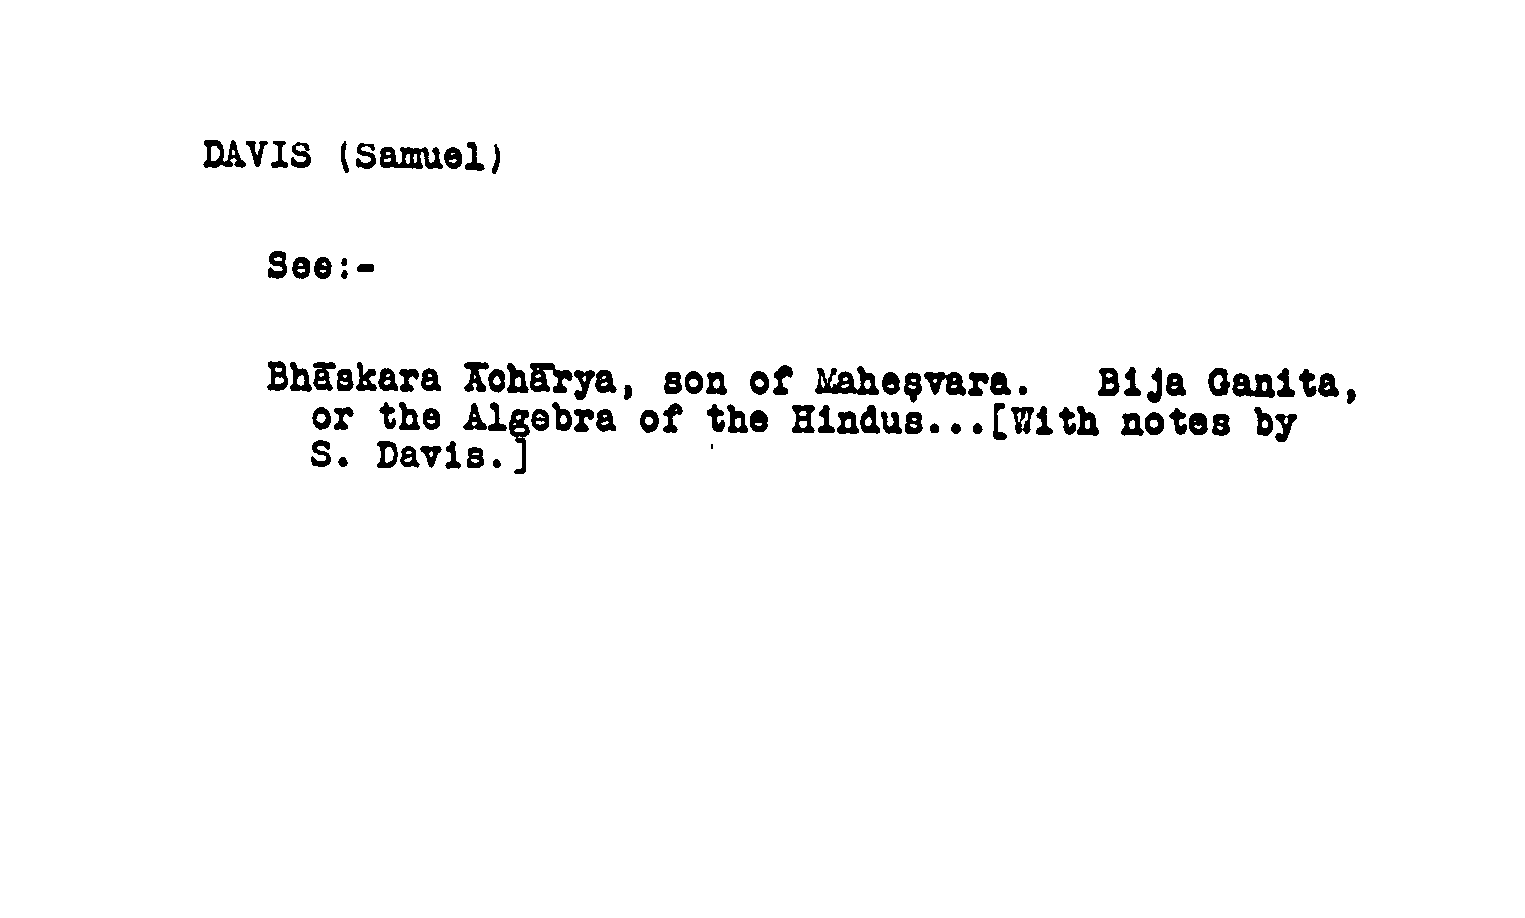 DAVIS (Samuel)
See:-
Bhāskara Āchārya, son of Maheṣvara. Bija Ganita,
or the Algebra of the Hindus...[With notes by
S. Davis.]